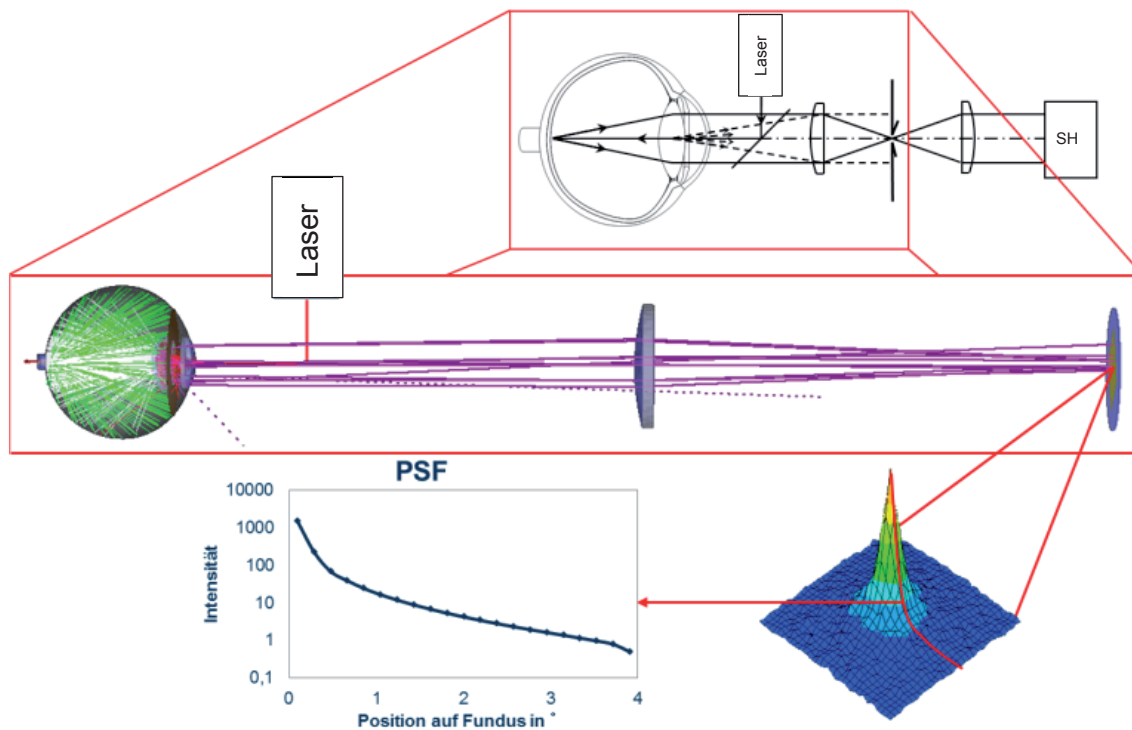 Laser
SH
Laser
PSF
10000
1000
100
10
1
0,1
Intensität
0 1 2 3 4
Position auf Fundus in °